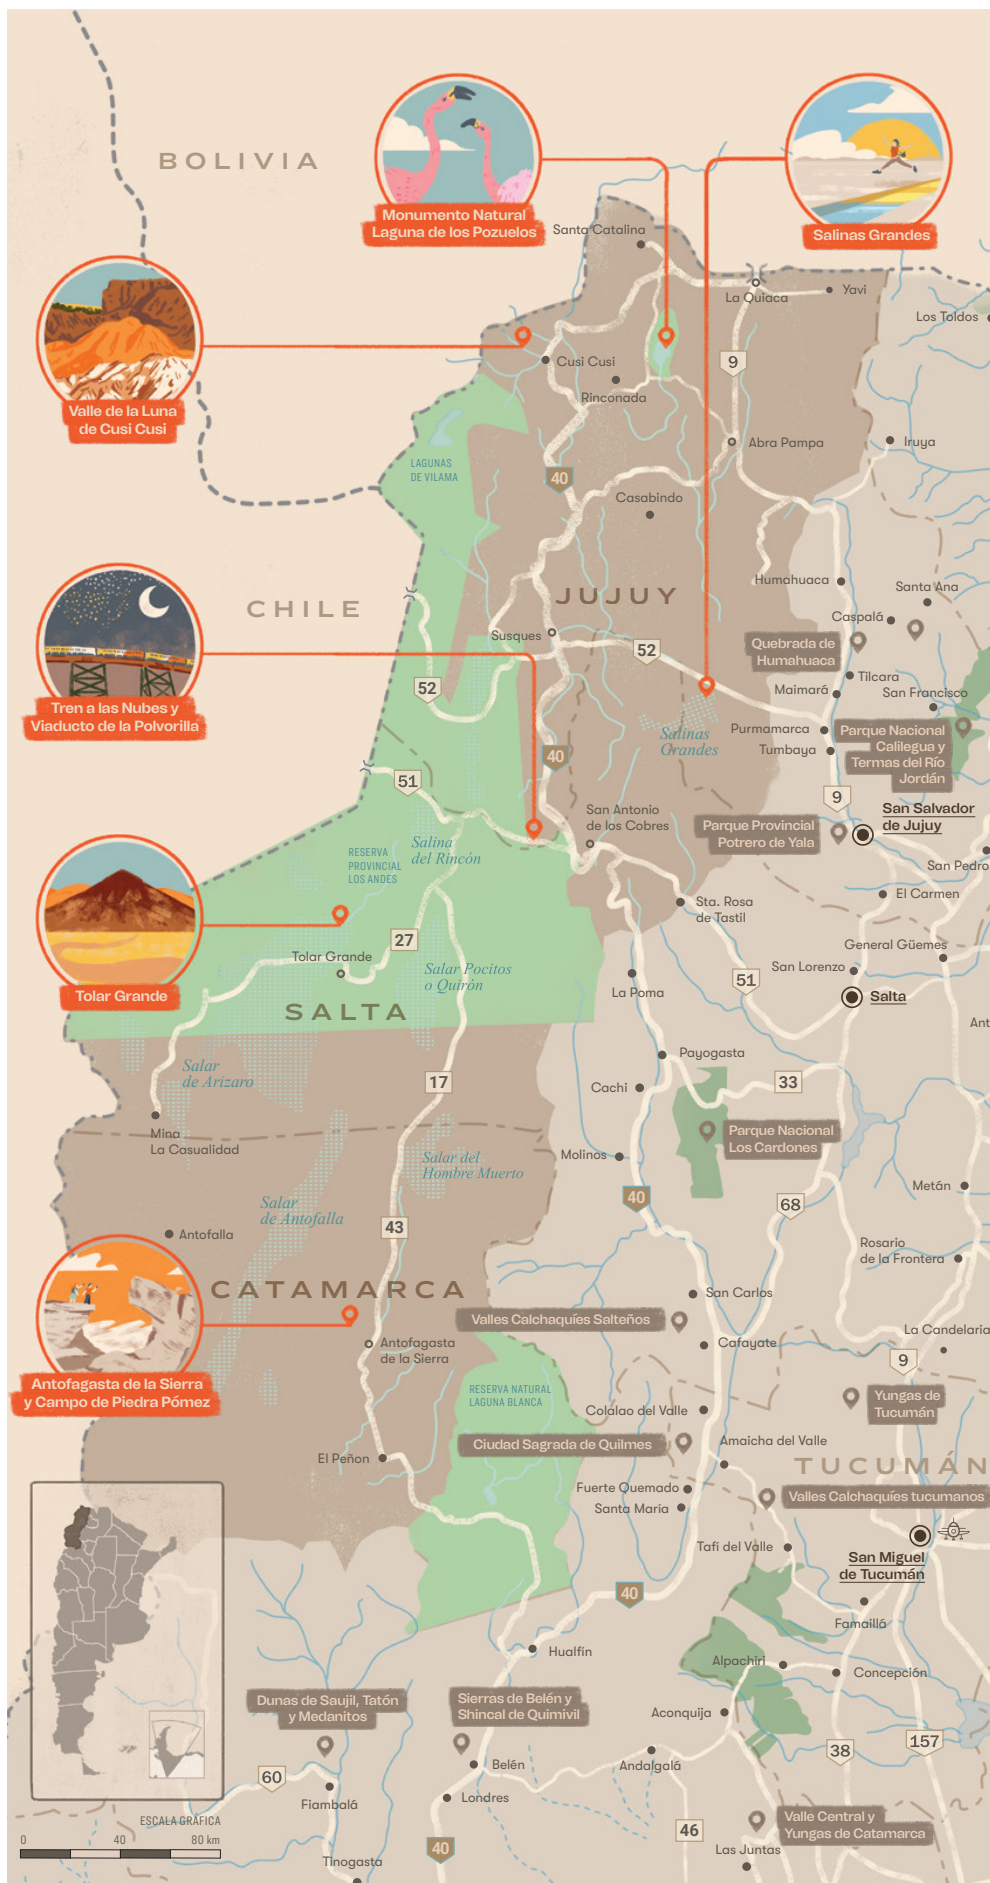 BOLIVIA
Monumento Natural
Laguna de los Pozuelos
Salinas Grandes
Santa Catalina
La Quiaca
Yavi
Los Toldos
Valle de la Luna
de Cusi Cusi
Cusi Cusi
Rinconada
9
Abra Pampa
Iruya
LAGUNAS
DE VILAMA
40
Casabindo
CHILE
JUJUY
Humahuaca
Santa Ana
Caspalá
Susques
52
Quebrada de
Humahuaca
Tilcara
Maimará
San Francisco
52
Tren a las Nubes y
Viaducto de la Polvorilla
Salinas
Grandes
Purmamarca
Tumbaya
Parque Nacional
Calilegua y
Termas del Río
Jordán
40
51
9
San Antonio
de los Cobres
Parque Provincial
Potrero de Yala
San Salvador
de Jujuy
Salina
del Rincón
RESERVA
PROVINCIAL
LOS ANDES
San Pedro
El Carmen
Sta. Rosa
de Tastil
27
General Güemes
Tolar Grande
Salar Pocitos
o Quirón
San Lorenzo
La Poma
51
Salta
Tolar Grande
SALTA
Ant
Payogasta
Salar
de Arizaro
17
Cachi
33
Mina
La Casualidad
Parque Nacional
Los Cardones
Salar del
Hombre Muerto
Molinos
Metán
40
68
Salar
de Antofalla
Antofalla
43
Rosario
de la Frontera
CATAMARCA
San Carlos
Valles Calchaquíes Salteños
Cafayate
La Candelaria
Antofagasta
de la Sierra
9
Antofagasta de la Sierra
y Campo de Piedra Pómez
RESERVA NATURAL
LAGUNA BLANCA
Yungas de
Tucumán
Colalao del Valle
Ciudad Sagrada de Quilmes
Amaicha del Valle
El Peñon
TUCUMÁN
Fuerte Quemado
Santa María
Valles Calchaquíes tucumanos
Tafí del Valle
San Miguel
de Tucumán
40
Famaillá
Hualfín
Alpachiri
Concepción
Dunas de Saujil, Tatón
y Medanitos
Sierras de Belén y
Shincal de Quimivil
Aconquija
38
157
Belén
Andalgalá
60
Fiambalá
Londres
ESCALA GRÁFICA
0 40 80 km
46
Valle Central y
Yungas de Catamarca
40
Las Juntas
Tinogasta